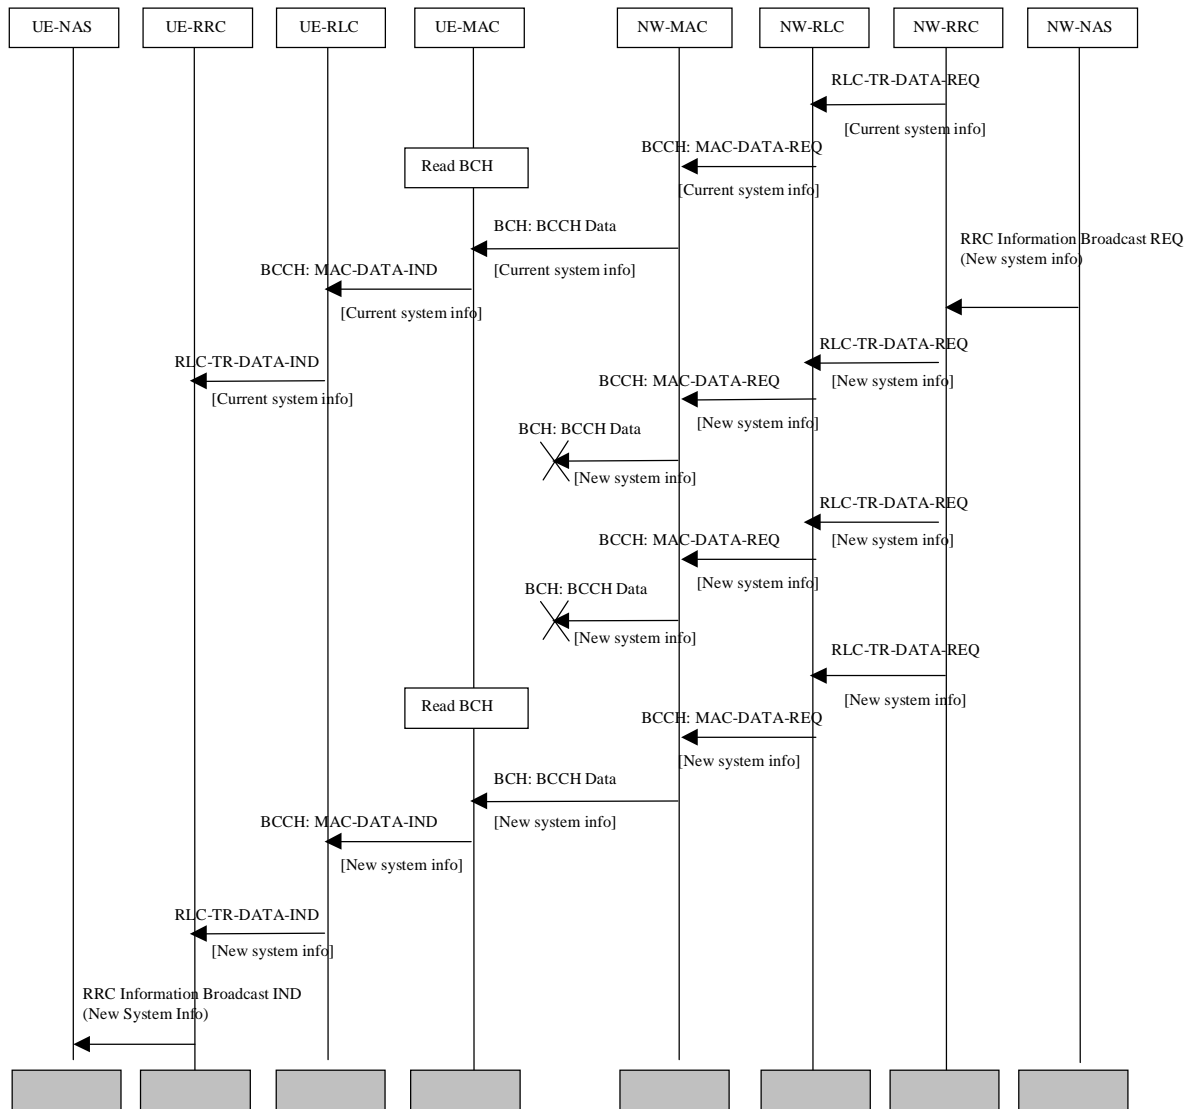 UE-NAS
UE-RRC
UE-RLC
UE-MAC
NW-MAC
NW-RLC
NW-RRC
NW-NAS
RLC-TR-DATA-REQ
[Current system info]
BCCH: MAC-DATA-REQ
Read BCH
[Current system info]
BCH: BCCH Data
RRC Information Broadcast REQ
(New system info)
BCCH: MAC-DATA-IND
[Current system info]
[Current system info]
RLC-TR-DATA-REQ
RLC-TR-DATA-IND
[New system info]
BCCH: MAC-DATA-REQ
[Current system info]
[New system info]
BCH: BCCH Data
[New system info]
RLC-TR-DATA-REQ
[New system info]
BCCH: MAC-DATA-REQ
[New system info]
BCH: BCCH Data
[New system info]
RLC-TR-DATA-REQ
[New system info]
Read BCH
BCCH: MAC-DATA-REQ
[New system info]
BCH: BCCH Data
[New system info]
BCCH: MAC-DATA-IND
[New system info]
RLC-TR-DATA-IND
[New system info]
RRC Information Broadcast IND
(New System Info)